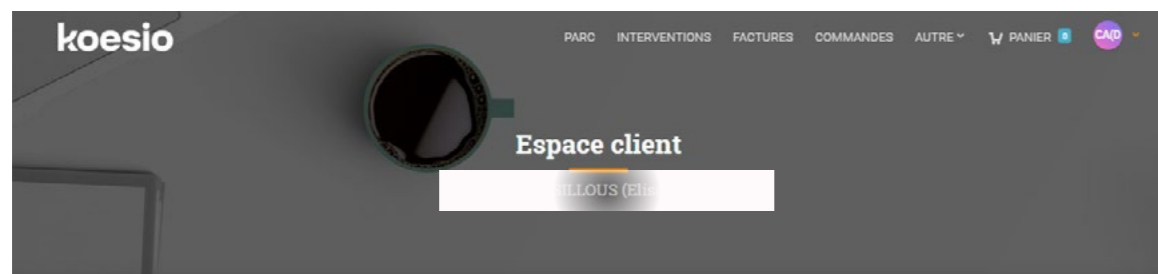 koesio
PARC INTERVENTIONS FACTURES COMMANDES AUTRE PANIER 0 CA(D
Espace client